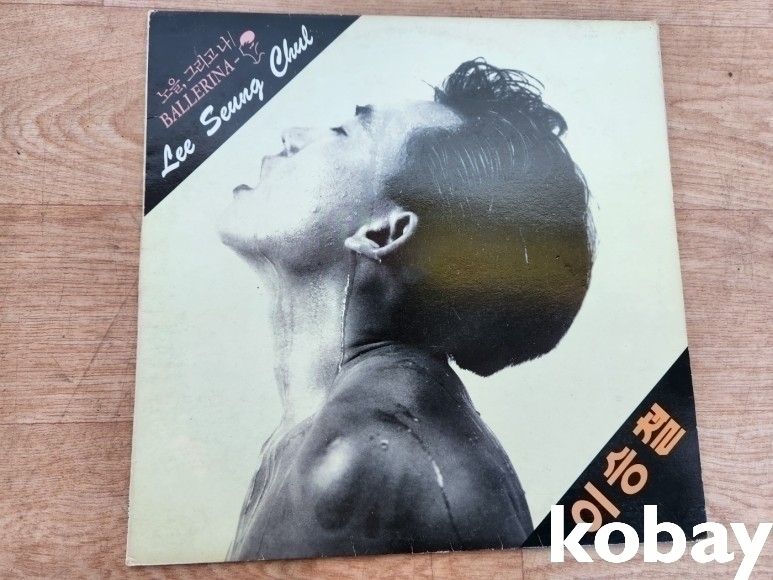 노을, 그리고 나/
BALLERINA-
Lee Seung Chul
이승철
kobay